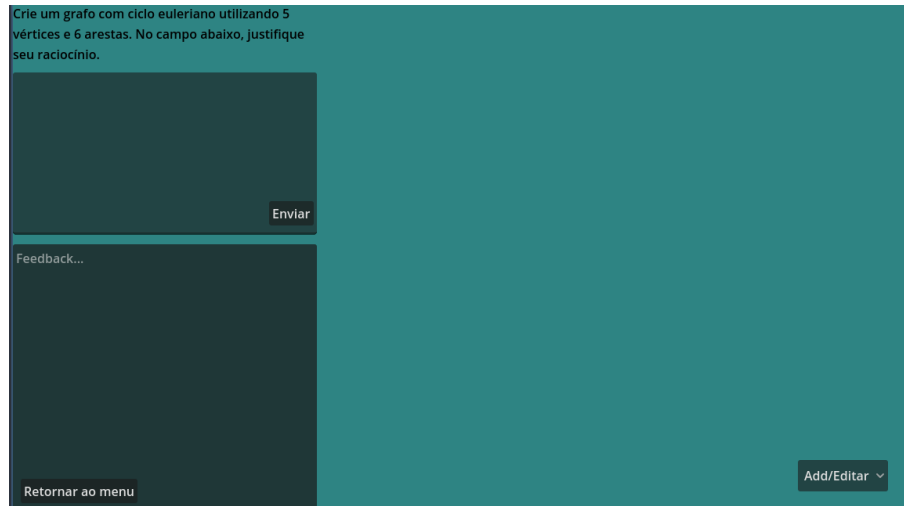 Crie um grafo com ciclo euleriano utilizando 5
vértices e 6 arestas. No campo abaixo, justifique
seu raciocínio.
Enviar
Feedback...
Retornar ao menu
Add/Editar